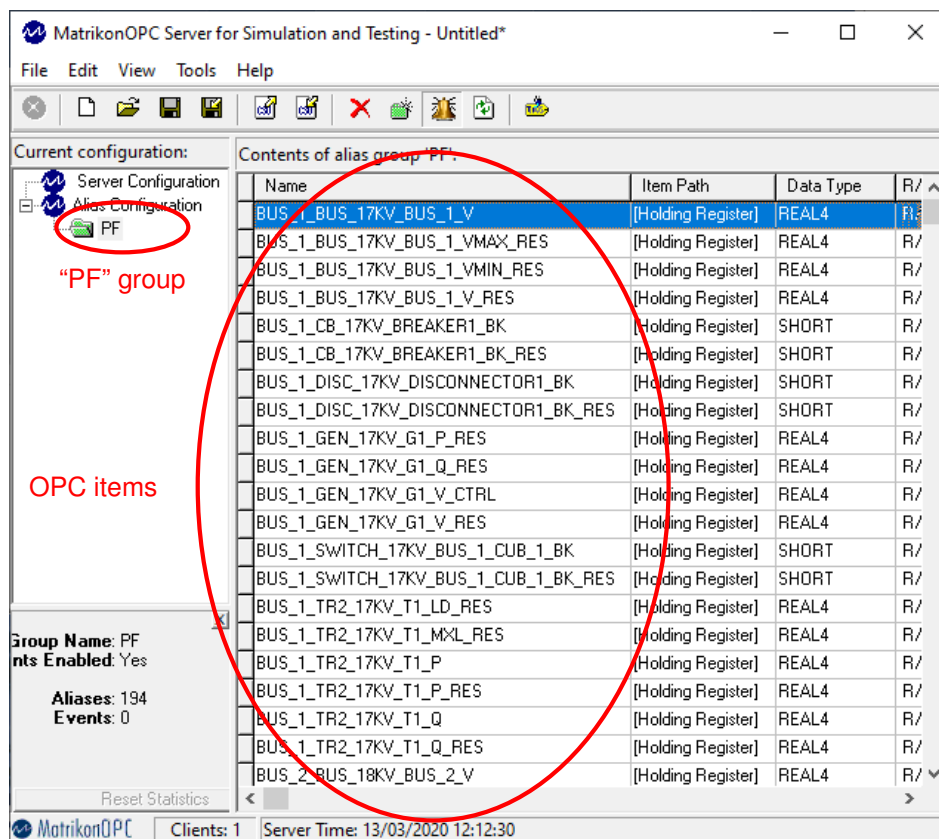 MatrikonOPC Server for Simulation and Testing - Untitled*
File Edit View Tools Help
Current configuration:
Contents of alias group 'PF':
Server Configuration
Alias Configuration
PF
"PF" group
OPC items
Name Item Path Data Type R/
BUS_1_BUS_17KV_BUS_1_V [Holding Register] REAL4 R/
BUS_1_BUS_17KV_BUS_1_VMAX_RES [Holding Register] REAL4 R/
BUS_1_BUS_17KV_BUS_1_VMIN_RES [Holding Register] REAL4 R/
BUS_1_BUS_17KV_BUS_1_V_RES [Holding Register] REAL4 R/
BUS_1_CB_17KV_BREAKER1_BK [Holding Register] SHORT R/
BUS_1_CB_17KV_BREAKER1_BK_RES [Holding Register] SHORT R/
BUS_1_DISC_17KV_DISCONNECTOR1_BK [Holding Register] SHORT R/
BUS_1_DISC_17KV_DISCONNECTOR1_BK_RES [Holding Register] SHORT R/
BUS_1_GEN_17KV_G1_P_RES [Holding Register] REAL4 R/
BUS_1_GEN_17KV_G1_Q_RES [Holding Register] REAL4 R/
BUS_1_GEN_17KV_G1_V_CTRL [Holding Register] REAL4 R/
BUS_1_GEN_17KV_G1_V_RES [Holding Register] REAL4 R/
BUS_1_SWITCH_17KV_BUS_1_CUB_1_BK [Holding Register] SHORT R/
BUS_1_SWITCH_17KV_BUS_1_CUB_1_BK_RES [Holding Register] SHORT R/
BUS_1_TR2_17KV_T1_LD_RES [Holding Register] REAL4 R/
BUS_1_TR2_17KV_T1_MXL_RES [Holding Register] REAL4 R/
BUS_1_TR2_17KV_T1_P [Holding Register] REAL4 R/
BUS_1_TR2_17KV_T1_P_RES [Holding Register] REAL4 R/
BUS_1_TR2_17KV_T1_Q [Holding Register] REAL4 R/
BUS_1_TR2_17KV_T1_Q_RES [Holding Register] REAL4 R/
BUS_2_BUS_18KV_BUS_2_V [Holding Register] REAL4 R/
Group Name: PF
nts Enabled: Yes
Aliases: 194
Events: 0
Reset Statistics
MatrikonOPC Clients: 1 Server Time: 13/03/2020 12:12:30